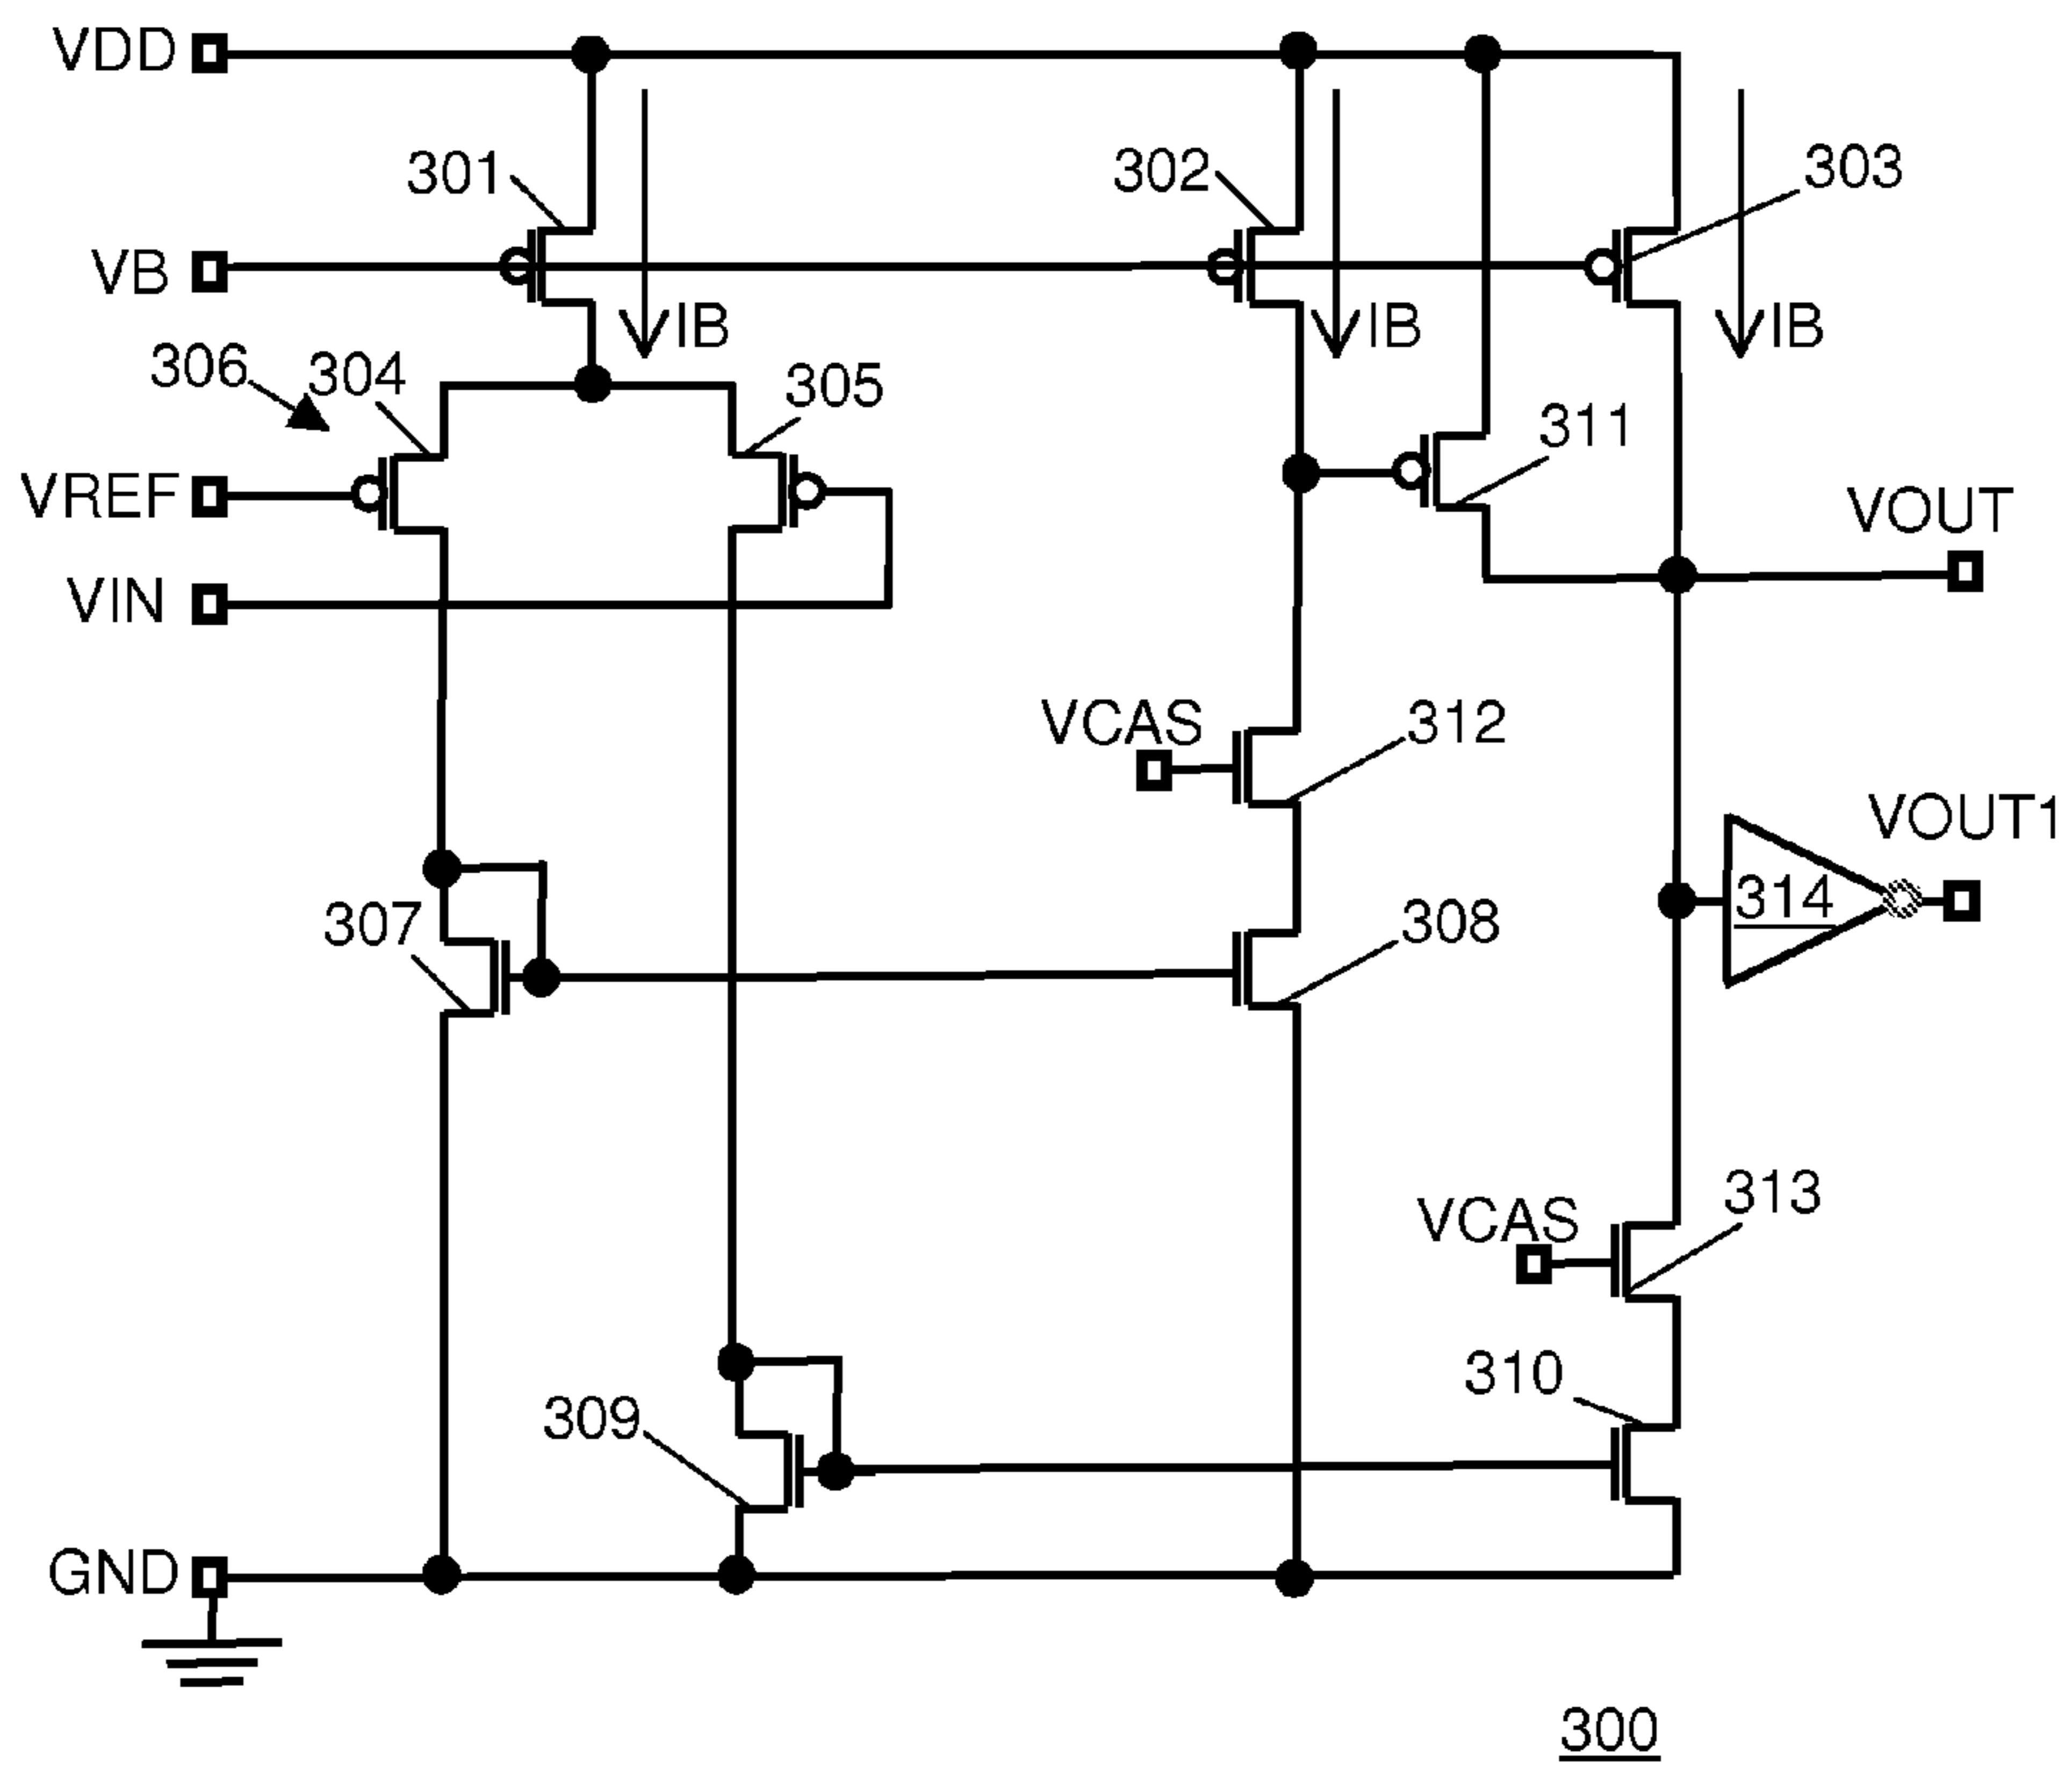 VDD
301
302
303
VB
IB
IB
IB
306
304
305
311
VREF
VOUT
VIN
VCAS
312
VOUT1
314
307
308
VCAS
313
310
309
GND
300